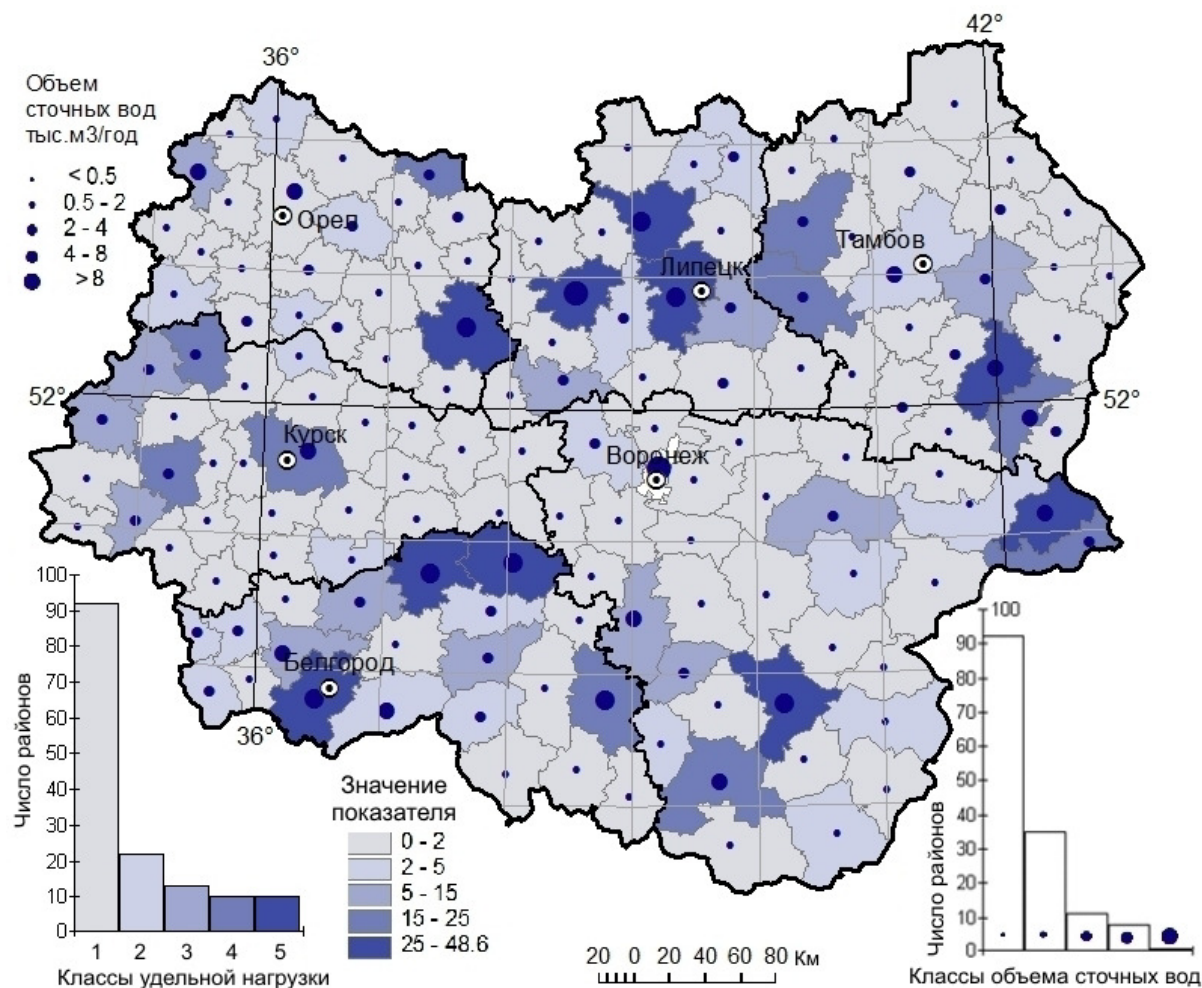 42°
36°
Объем
сточных вод
тыс.м3/год
< 0.5
0.5 - 2
2 - 4
4 - 8
>8
Орел
Тамбов
Липецк
52°
52°
Курск
Воронеж
Белгород
36°
100
90
80
70
60
50
40
30
20
10
0
Число районов
1 2 3 4 5
Классы удельной нагрузки
Значение
показателя
0 - 2
2 - 5
5 - 15
15 - 25
25 - 48.6
20 0 20 40 60 80 Км
100
90
80
70
60
50
40
30
20
10
0
Число районов
Классы объема сточных вод